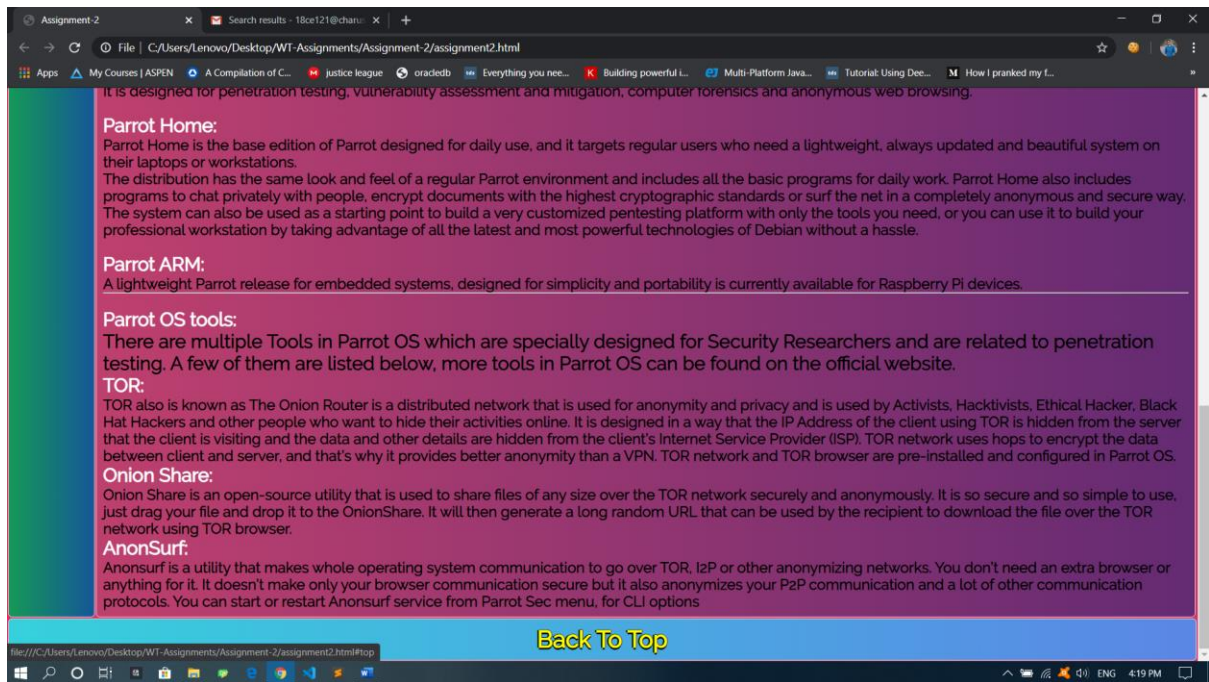 Assignment-2
Search results - 18ce121@charus
File | C:/Users/Lenovo/Desktop/WT-Assignments/Assignment-2/assignment2.html
Apps My Courses | ASPEN A Compilation of C... justice league oracledb Everything you nee... Building powerful i... Multi-Platform Java... Tutorial: Using Dee... How I pranked my f...
It is designed for penetration testing, vulnerability assessment and mitigation, computer forensics and anonymous web browsing.
Parrot Home:
Parrot Home is the base edition of Parrot designed for daily use, and it targets regular users who need a lightweight, always updated and beautiful system on
their laptops or workstations.
The distribution has the same look and feel of a regular Parrot environment and includes all the basic programs for daily work. Parrot Home also includes
programs to chat privately with people, encrypt documents with the highest cryptographic standards or surf the net in a completely anonymous and secure way.
The system can also be used as a starting point to build a very customized pentesting platform with only the tools you need, or you can use it to build your
professional workstation by taking advantage of all the latest and most powerful technologies of Debian without a hassle.
Parrot ARM:
A lightweight Parrot release for embedded systems, designed for simplicity and portability is currently available for Raspberry Pi devices.
Parrot OS tools:
There are multiple Tools in Parrot OS which are specially designed for Security Researchers and are related to penetration
testing. A few of them are listed below, more tools in Parrot OS can be found on the official website.
TOR:
TOR also is known as The Onion Router is a distributed network that is used for anonymity and privacy and is used by Activists, Hacktivists, Ethical Hacker, Black
Hat Hackers and other people who want to hide their activities online. It is designed in a way that the IP Address of the client using TOR is hidden from the server
that the client is visiting and the data and other details are hidden from the client's Internet Service Provider (ISP). TOR network uses hops to encrypt the data
between client and server, and that's why it provides better anonymity than a VPN. TOR network and TOR browser are pre-installed and configured in Parrot OS.
Onion Share:
Onion Share is an open-source utility that is used to share files of any size over the TOR network securely and anonymously. It is so secure and so simple to use,
just drag your file and drop it to the OnionShare. It will then generate a long random URL that can be used by the recipient to download the file over the TOR
network using TOR browser.
AnonSurf:
Anonsurf is a utility that makes whole operating system communication to go over TOR, I2P or other anonymizing networks. You don't need an extra browser or
anything for it. It doesn't make only your browser communication secure but it also anonymizes your P2P communication and a lot of other communication
protocols. You can start or restart Anonsurf service from Parrot Sec menu, for CLI options
Back To Top
file:///C:/Users/Lenovo/Desktop/WT-Assignments/Assignment-2/assignment2.html#top
ENG 4:19 PM